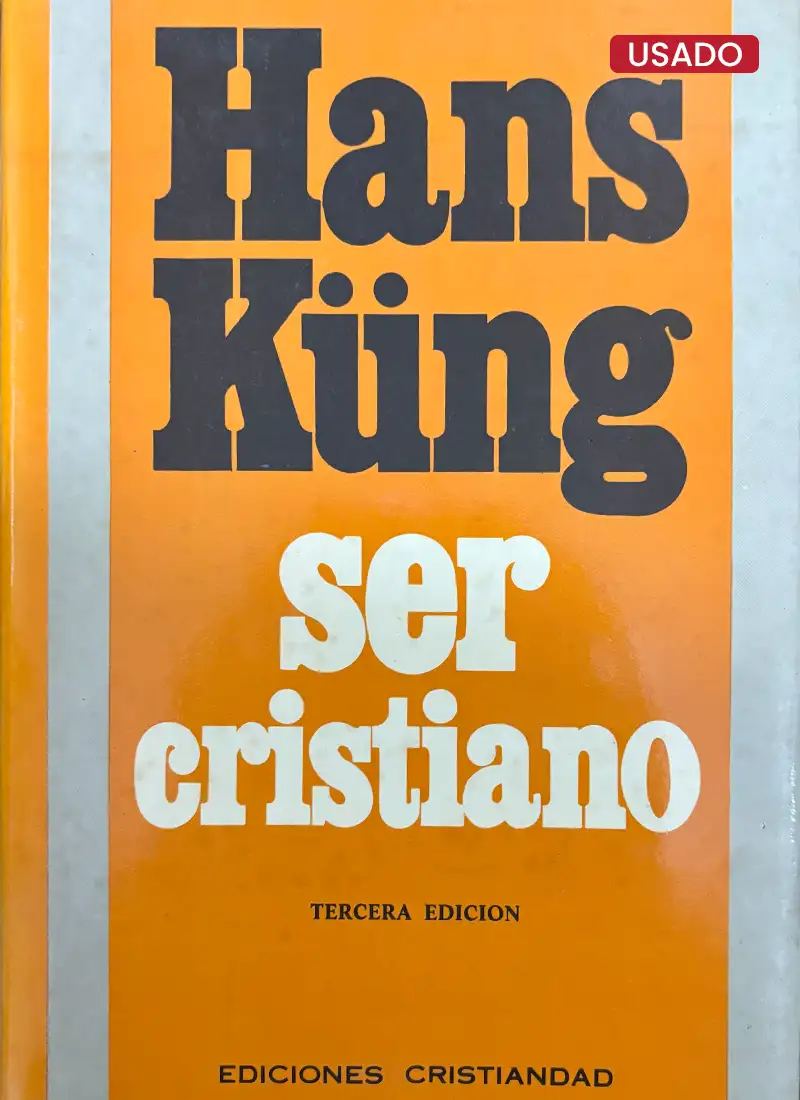 USADO
Hans
Küng
ser
cristiano
TERCERA EDICION
EDICIONES CRISTIANDAD